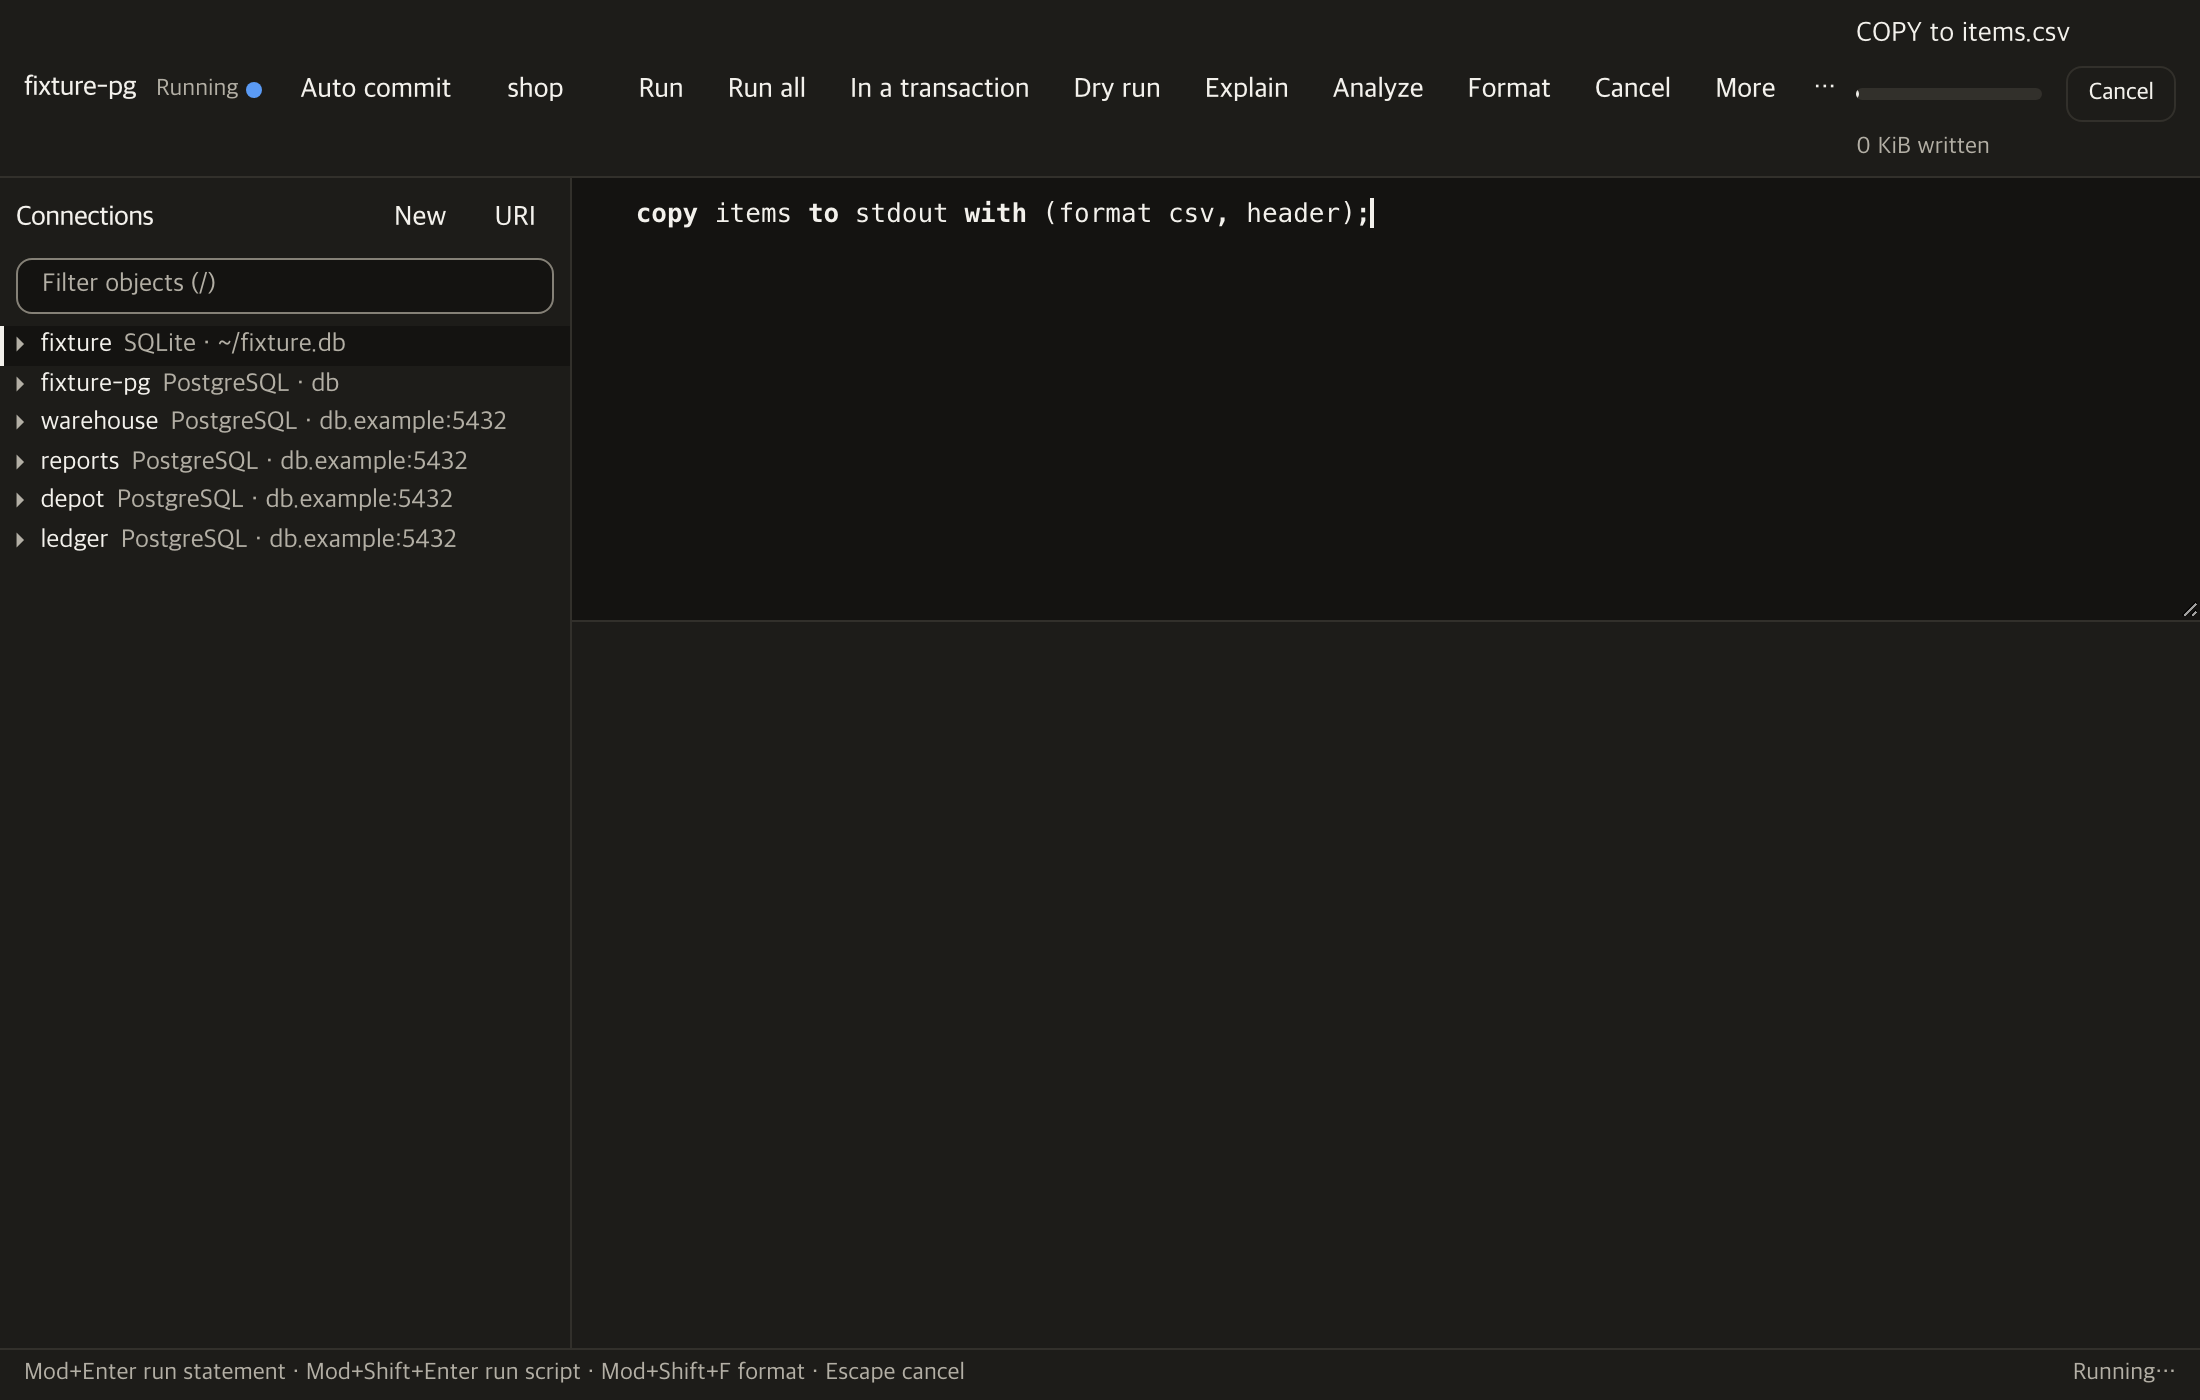 COPY to items.csv
fixture-pg Running Auto commit shop Run Run all In a transaction Dry run Explain Analyze Format Cancel More ⋯ Cancel
0 KiB written
Connections New URI
Filter objects (/)
fixture SQLite · ~/fixture.db
fixture-pg PostgreSQL · db
warehouse PostgreSQL · db.example:5432
reports PostgreSQL · db.example:5432
depot PostgreSQL · db.example:5432
ledger PostgreSQL · db.example:5432
copy items to stdout with (format csv, header);
Mod+Enter run statement · Mod+Shift+Enter run script · Mod+Shift+F format · Escape cancel
Running⋯